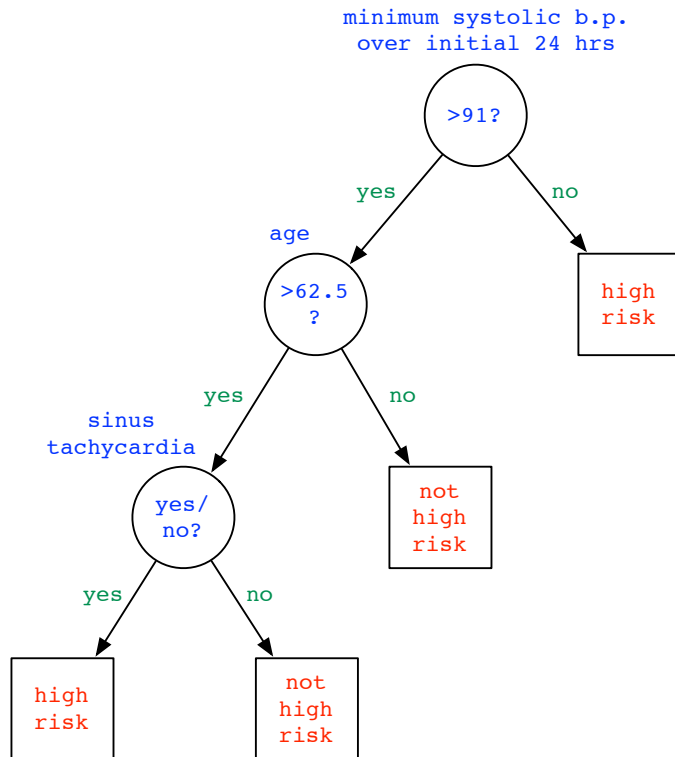 minimum systolic b.p.
over initial 24 hrs
>91?
yes
no
age
>62.5
?
high
risk
yes
no
sinus
tachycardia
yes/
no?
not
high
risk
yes
no
high
risk
not
high
risk